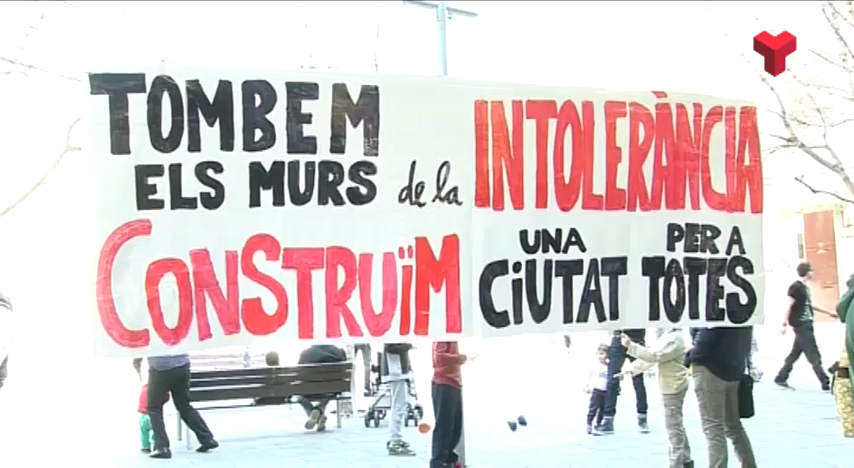 TOMBEM
ELS MURS de la INTOLERÀNCIA
CONSTRUÏM UNA CIUTAT PER A TOTES